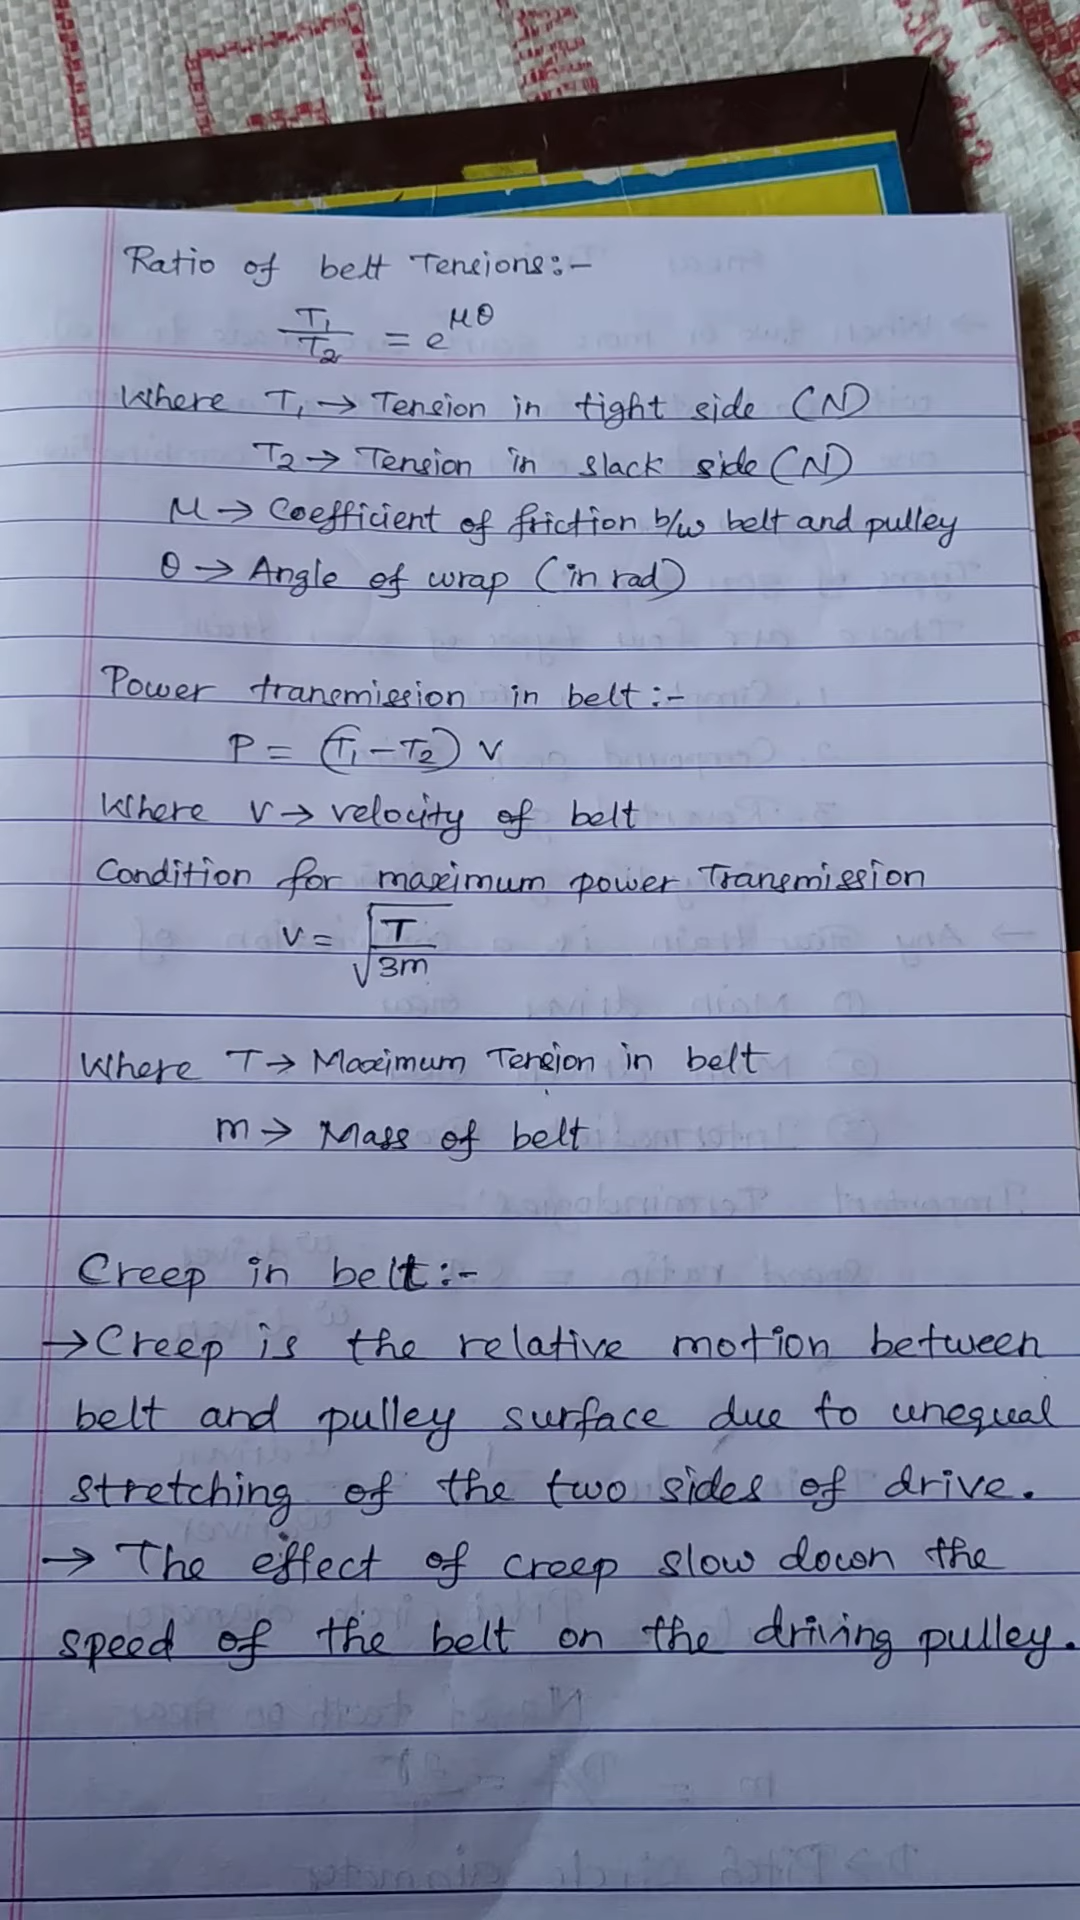 Ratio of belt Tensions:-
T₁/T₂ = e^μθ
Where T₁ → Tension in tight side (N)
T₂ → Tension in slack side (N)
μ → Coefficient of friction b/w belt and pulley
θ → Angle of wrap (in rad)
Power transmission in belt :-
P = (T₁ - T₂) v
Where v → velocity of belt
Condition for maximum power Transmission
v = √(T/3m)
Where T → Maximum Tension in belt
m → Mass of belt
Creep in belt:-
→ Creep is the relative motion between
belt and pulley surface due to unequal
stretching of the two sides of drive.
→ The effect of creep slow down the
speed of the belt on the driving pulley.